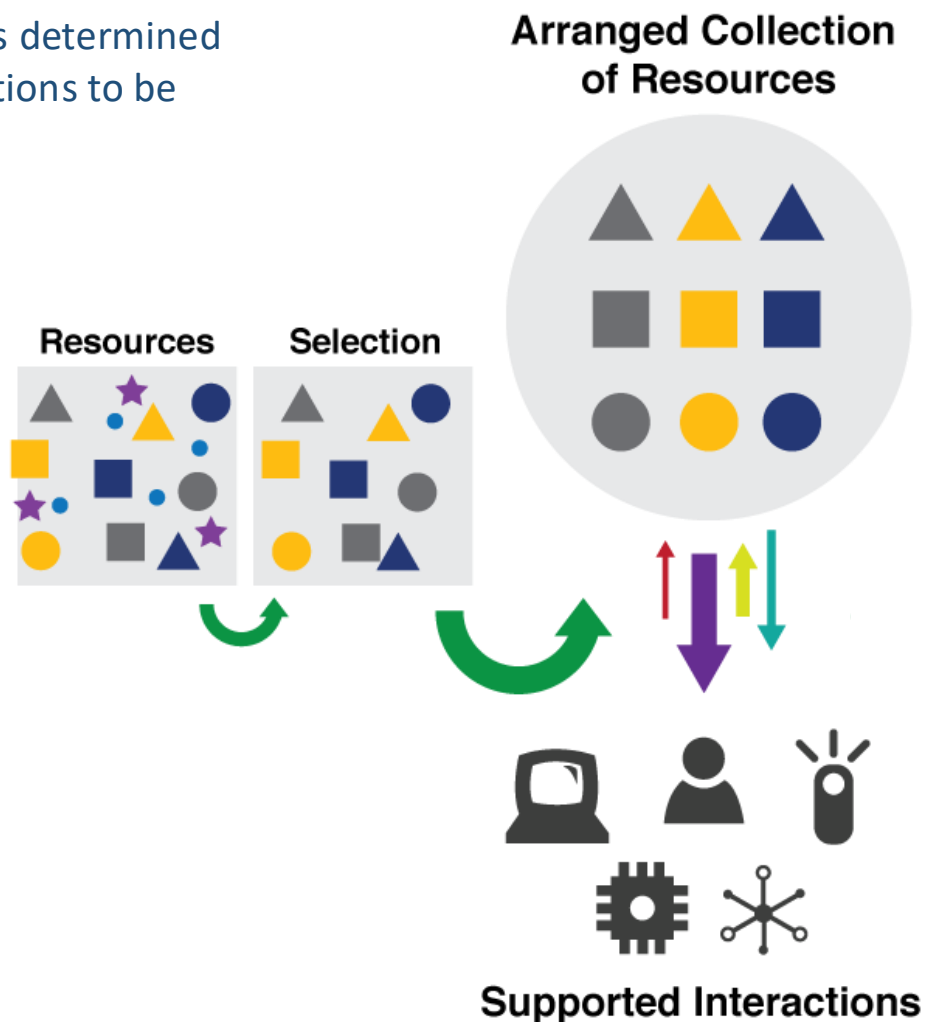 s determined
tions to be
Arranged Collection
of Resources
Resources
Selection
Supported Interactions